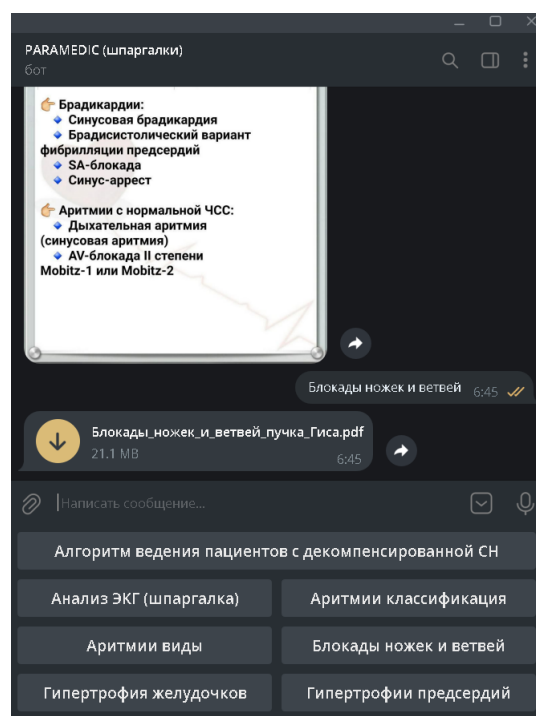 PARAMEDIC (шпаргалки)
бот
👉 Брадикардии:
🔹 Синусовая брадикардия
🔹 Брадисистолический вариант
фибрилляции предсердий
🔹 SA-блокада
🔹 Синус-арест
👉 Аритмии с нормальной ЧСС:
🔹 Дыхательная аритмия
(синусовая аритмия)
🔹 AV-блокада II степени
Mobitz-1 или Mobitz-2
Блокады ножек и ветвей 6:45
Блокады_ножек_и_ветвей_пучка_Гиса.pdf
21.1 MB 6:45
Написать сообщение...
Алгоритм ведения пациентов с декомпенсированной СН
Анализ ЭКГ (шпаргалка) Аритмии классификация
Аритмии виды Блокады ножек и ветвей
Гипертрофия желудочков Гипертрофии предсердий